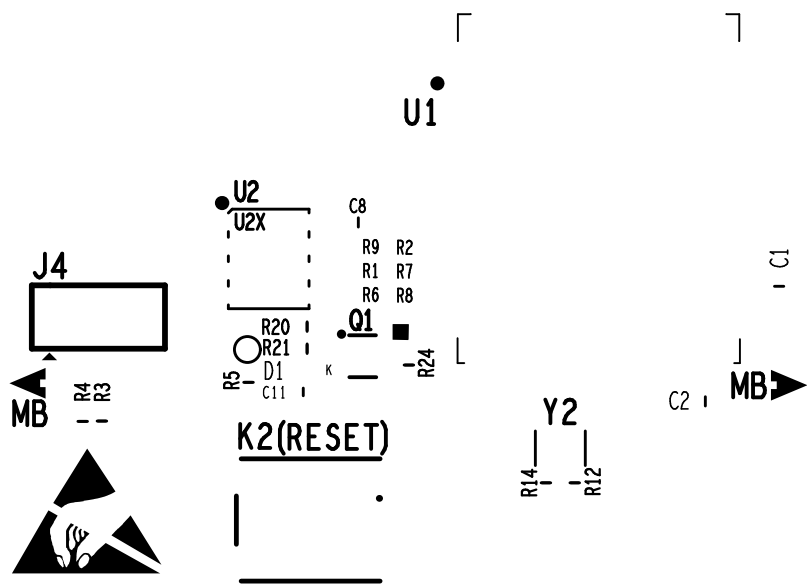 U1
U2
U2X
C8
R9 R2
R1 R7
R6 R8
C1
J4
Q1
R20
R21
D1
K
R24
R5
C11
R4
R3
MB
MB
C2
Y2
K2(RESET)
R14
R12